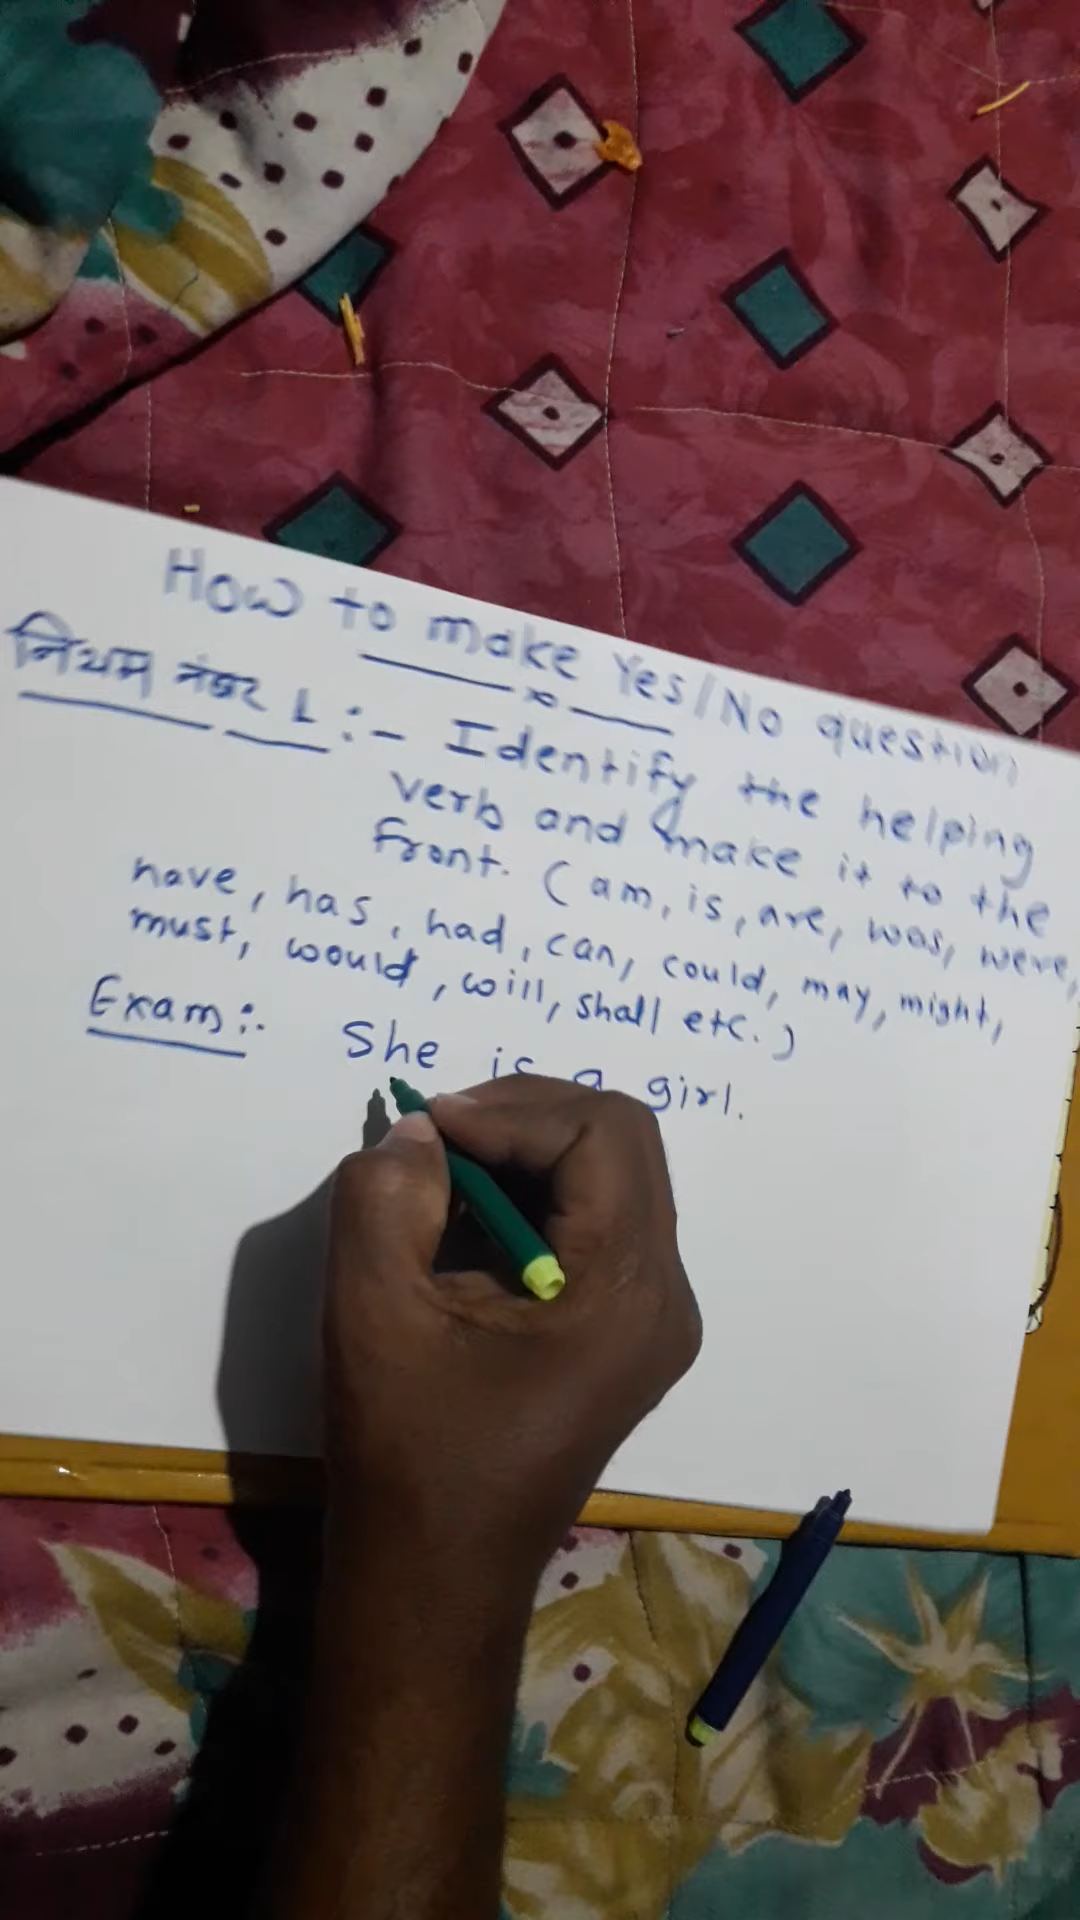 How to make Yes/No question
नियम नंबर 1 :- Identify the helping
verb and make it to the
front. (am, is, are, was, were,
have, has, had, can, could, may, might,
must, would, will, shall etc.)
Exam:. She is a girl.